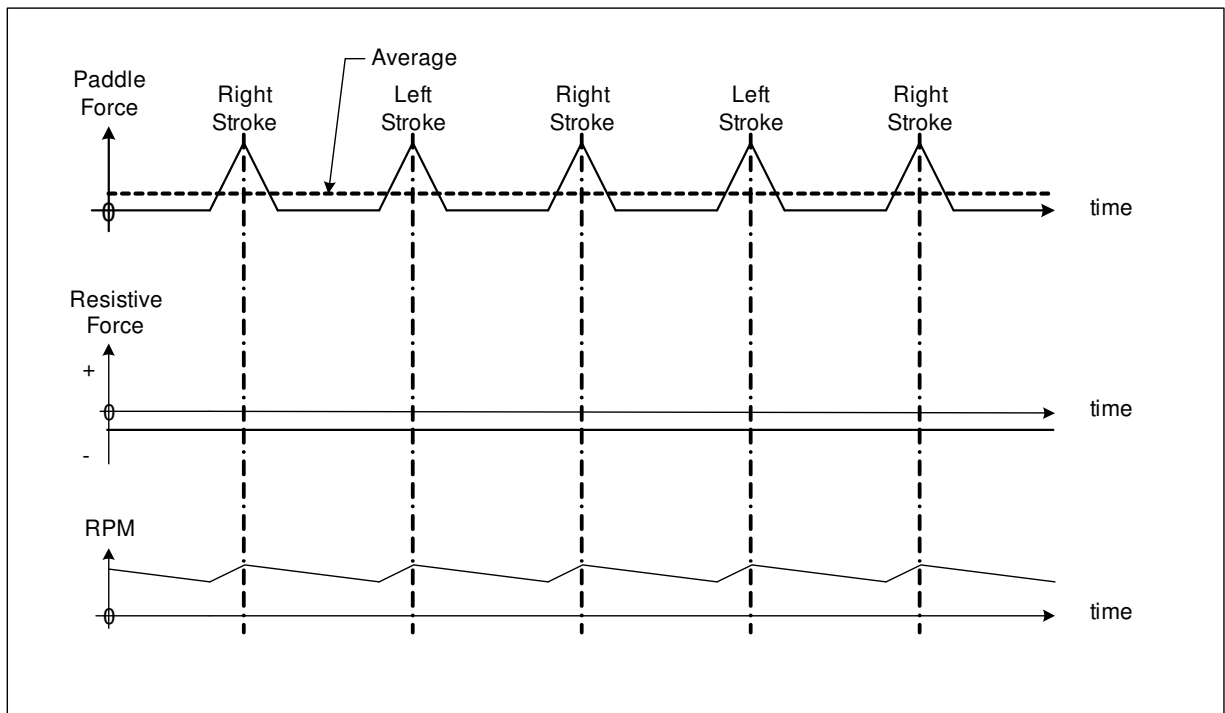 Average
Paddle
Force
Right
Stroke
Left
Stroke
Right
Stroke
Left
Stroke
Right
Stroke
0
time
Resistive
Force
+
0
time
-
RPM
0
time